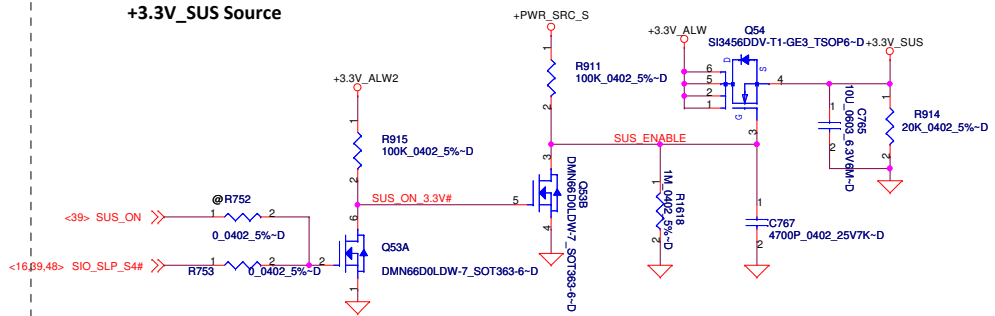 +3.3V_SUS Source
+PWR_SRC_S
+3.3V_ALW
Q54
SI3456DDV-T1-GE3_TSOP6~D
+3.3V_SUS
1
R911
100K_0402_5%~D
2
D
S
6
5
2
1
4
G
3
1
2
C765
10U_0603_6.3V6M~D
1
R914
20K_0402_5%~D
2
+3.3V_ALW2
1
R915
100K_0402_5%~D
2
SUS_ENABLE
SUS_ON_3.3V#
5
3
4
Q53B
DMN66D0LDW-7_SOT363-6~D
1
2
R1618
1M_0402_5%~D
1
C767
2
4700P_0402_25V7K~D
@R752
<39> SUS_ON
1
2
0_0402_5%~D
<16,39,48> SIO_SLP_S4#
1
2
R753
0_0402_5%~D
2
6
1
Q53A
DMN66D0LDW-7_SOT363-6~D